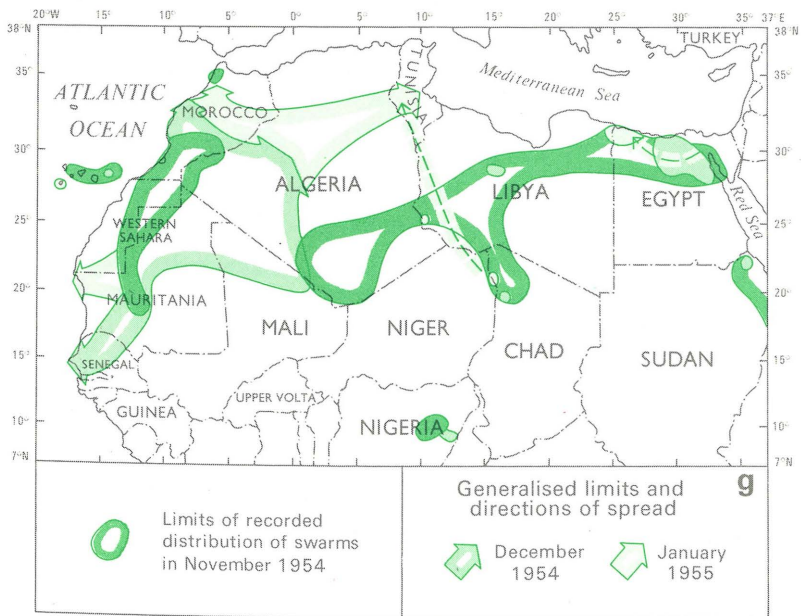 20°W 15° 10° 5° 0° 5° 10° 15° 20° 25° 30° 37°E
38°N 38°N
TURKEY
35° 35°
TUNISIA
Mediterranean Sea
ATLANTIC
OCEAN
MOROCCO
30° 30°
ALGERIA
LIBYA
EGYPT
Red Sea
25° 25°
WESTERN
SAHARA
20° 20°
MAURITANIA
MALI
NIGER
CHAD
SUDAN
15° 15°
SENEGAL
GUINEA
UPPER VOLTA
NIGERIA
10° 10°
7°N 7°N
Limits of recorded
distribution of swarms
in November 1954
Generalised limits and
directions of spread
g
December
1954
January
1955